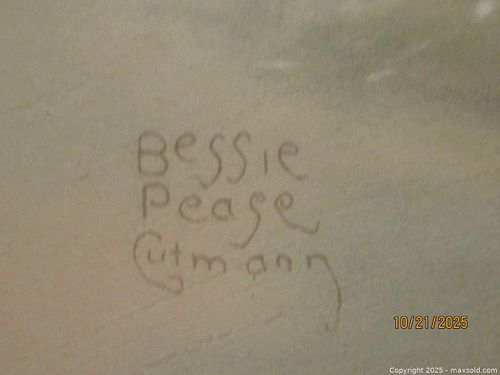 Bessie
Pease
Gutmann
10/21/2025
Copyright 2025 - maxsold.com